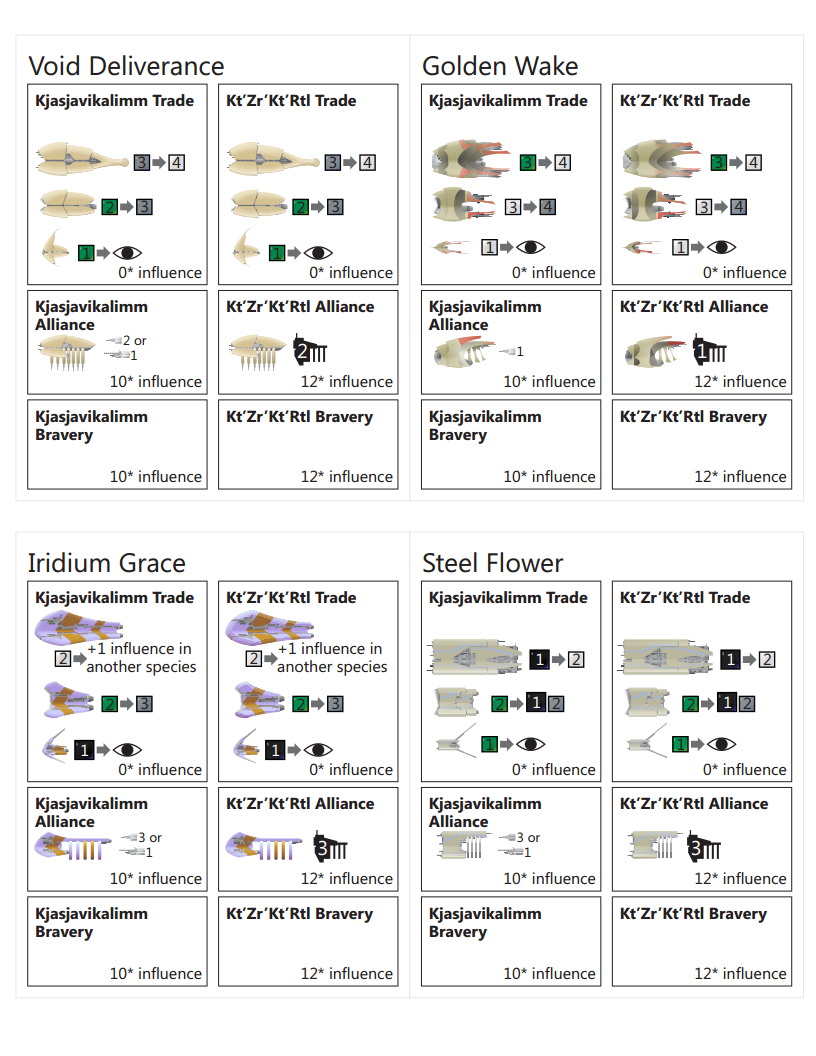 Void Deliverance
Kjasjavikalimm Trade
3 4
2 3
1
0* influence
Kt'Zr'Kt'Rtl Trade
3 4
2 3
1
0* influence
Kjasjavikalimm
Alliance
2 or
1
10* influence
Kt'Zr'Kt'Rtl Alliance
2
12* influence
Kjasjavikalimm
Bravery
10* influence
Kt'Zr'Kt'Rtl Bravery
12* influence
Golden Wake
Kjasjavikalimm Trade
3 4
3 4
1
0* influence
Kt'Zr'Kt'Rtl Trade
3 4
3 4
1
0* influence
Kjasjavikalimm
Alliance
1
10* influence
Kt'Zr'Kt'Rtl Alliance
1
12* influence
Kjasjavikalimm
Bravery
10* influence
Kt'Zr'Kt'Rtl Bravery
12* influence
Iridium Grace
Kjasjavikalimm Trade
2 +1 influence in
another species
2 3
1
0* influence
Kt'Zr'Kt'Rtl Trade
2 +1 influence in
another species
2 3
1
0* influence
Kjasjavikalimm
Alliance
3 or
1
10* influence
Kt'Zr'Kt'Rtl Alliance
3
12* influence
Kjasjavikalimm
Bravery
10* influence
Kt'Zr'Kt'Rtl Bravery
12* influence
Steel Flower
Kjasjavikalimm Trade
1 2
2 1 2
1
0* influence
Kt'Zr'Kt'Rtl Trade
1 2
2 1 2
1
0* influence
Kjasjavikalimm
Alliance
3 or
1
10* influence
Kt'Zr'Kt'Rtl Alliance
3
12* influence
Kjasjavikalimm
Bravery
10* influence
Kt'Zr'Kt'Rtl Bravery
12* influence